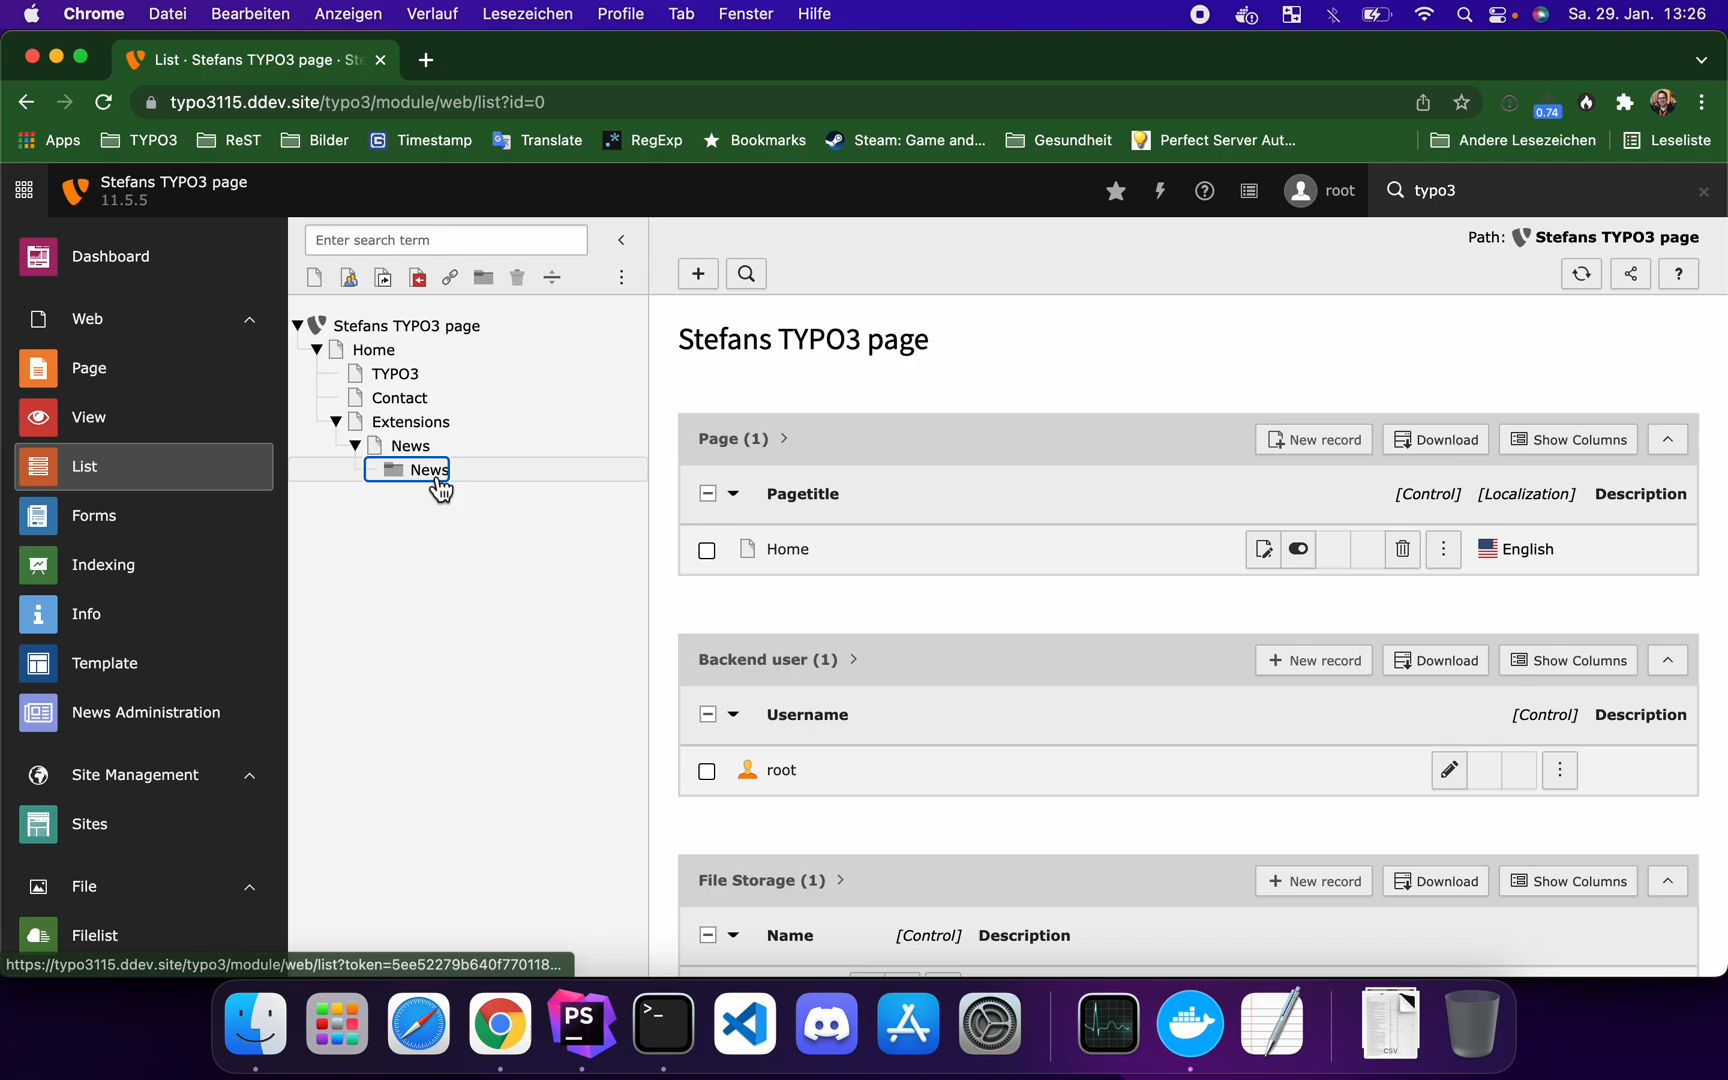 Chrome Datei Bearbeiten Anzeigen Verlauf Lesezeichen Profile Tab Fenster Hilfe Sa. 29. Jan. 13:26
List · Stefans TYPO3 page · Ste
typo3115.ddev.site/typo3/module/web/list?id=0 0.74
Apps TYPO3 ReST Bilder Timestamp Translate RegExp Bookmarks Steam: Game and... Gesundheit Perfect Server Aut... Andere Lesezeichen Leseliste
Stefans TYPO3 page
11.5.5
root typo3
Dashboard
Web
Page
View
List
Forms
Indexing
Info
Template
News Administration
Site Management
Sites
File
Filelist
https://typo3115.ddev.site/typo3/module/web/list?token=5ee52279b640f770118...
Enter search term
Stefans TYPO3 page
Home
TYPO3
Contact
Extensions
News
News
Path: Stefans TYPO3 page
?
Stefans TYPO3 page
Page (1) New record Download Show Columns
Pagetitle [Control] [Localization] Description
Home English
Backend user (1) New record Download Show Columns
Username [Control] Description
root
File Storage (1) New record Download Show Columns
Name [Control] Description
PS
CSV